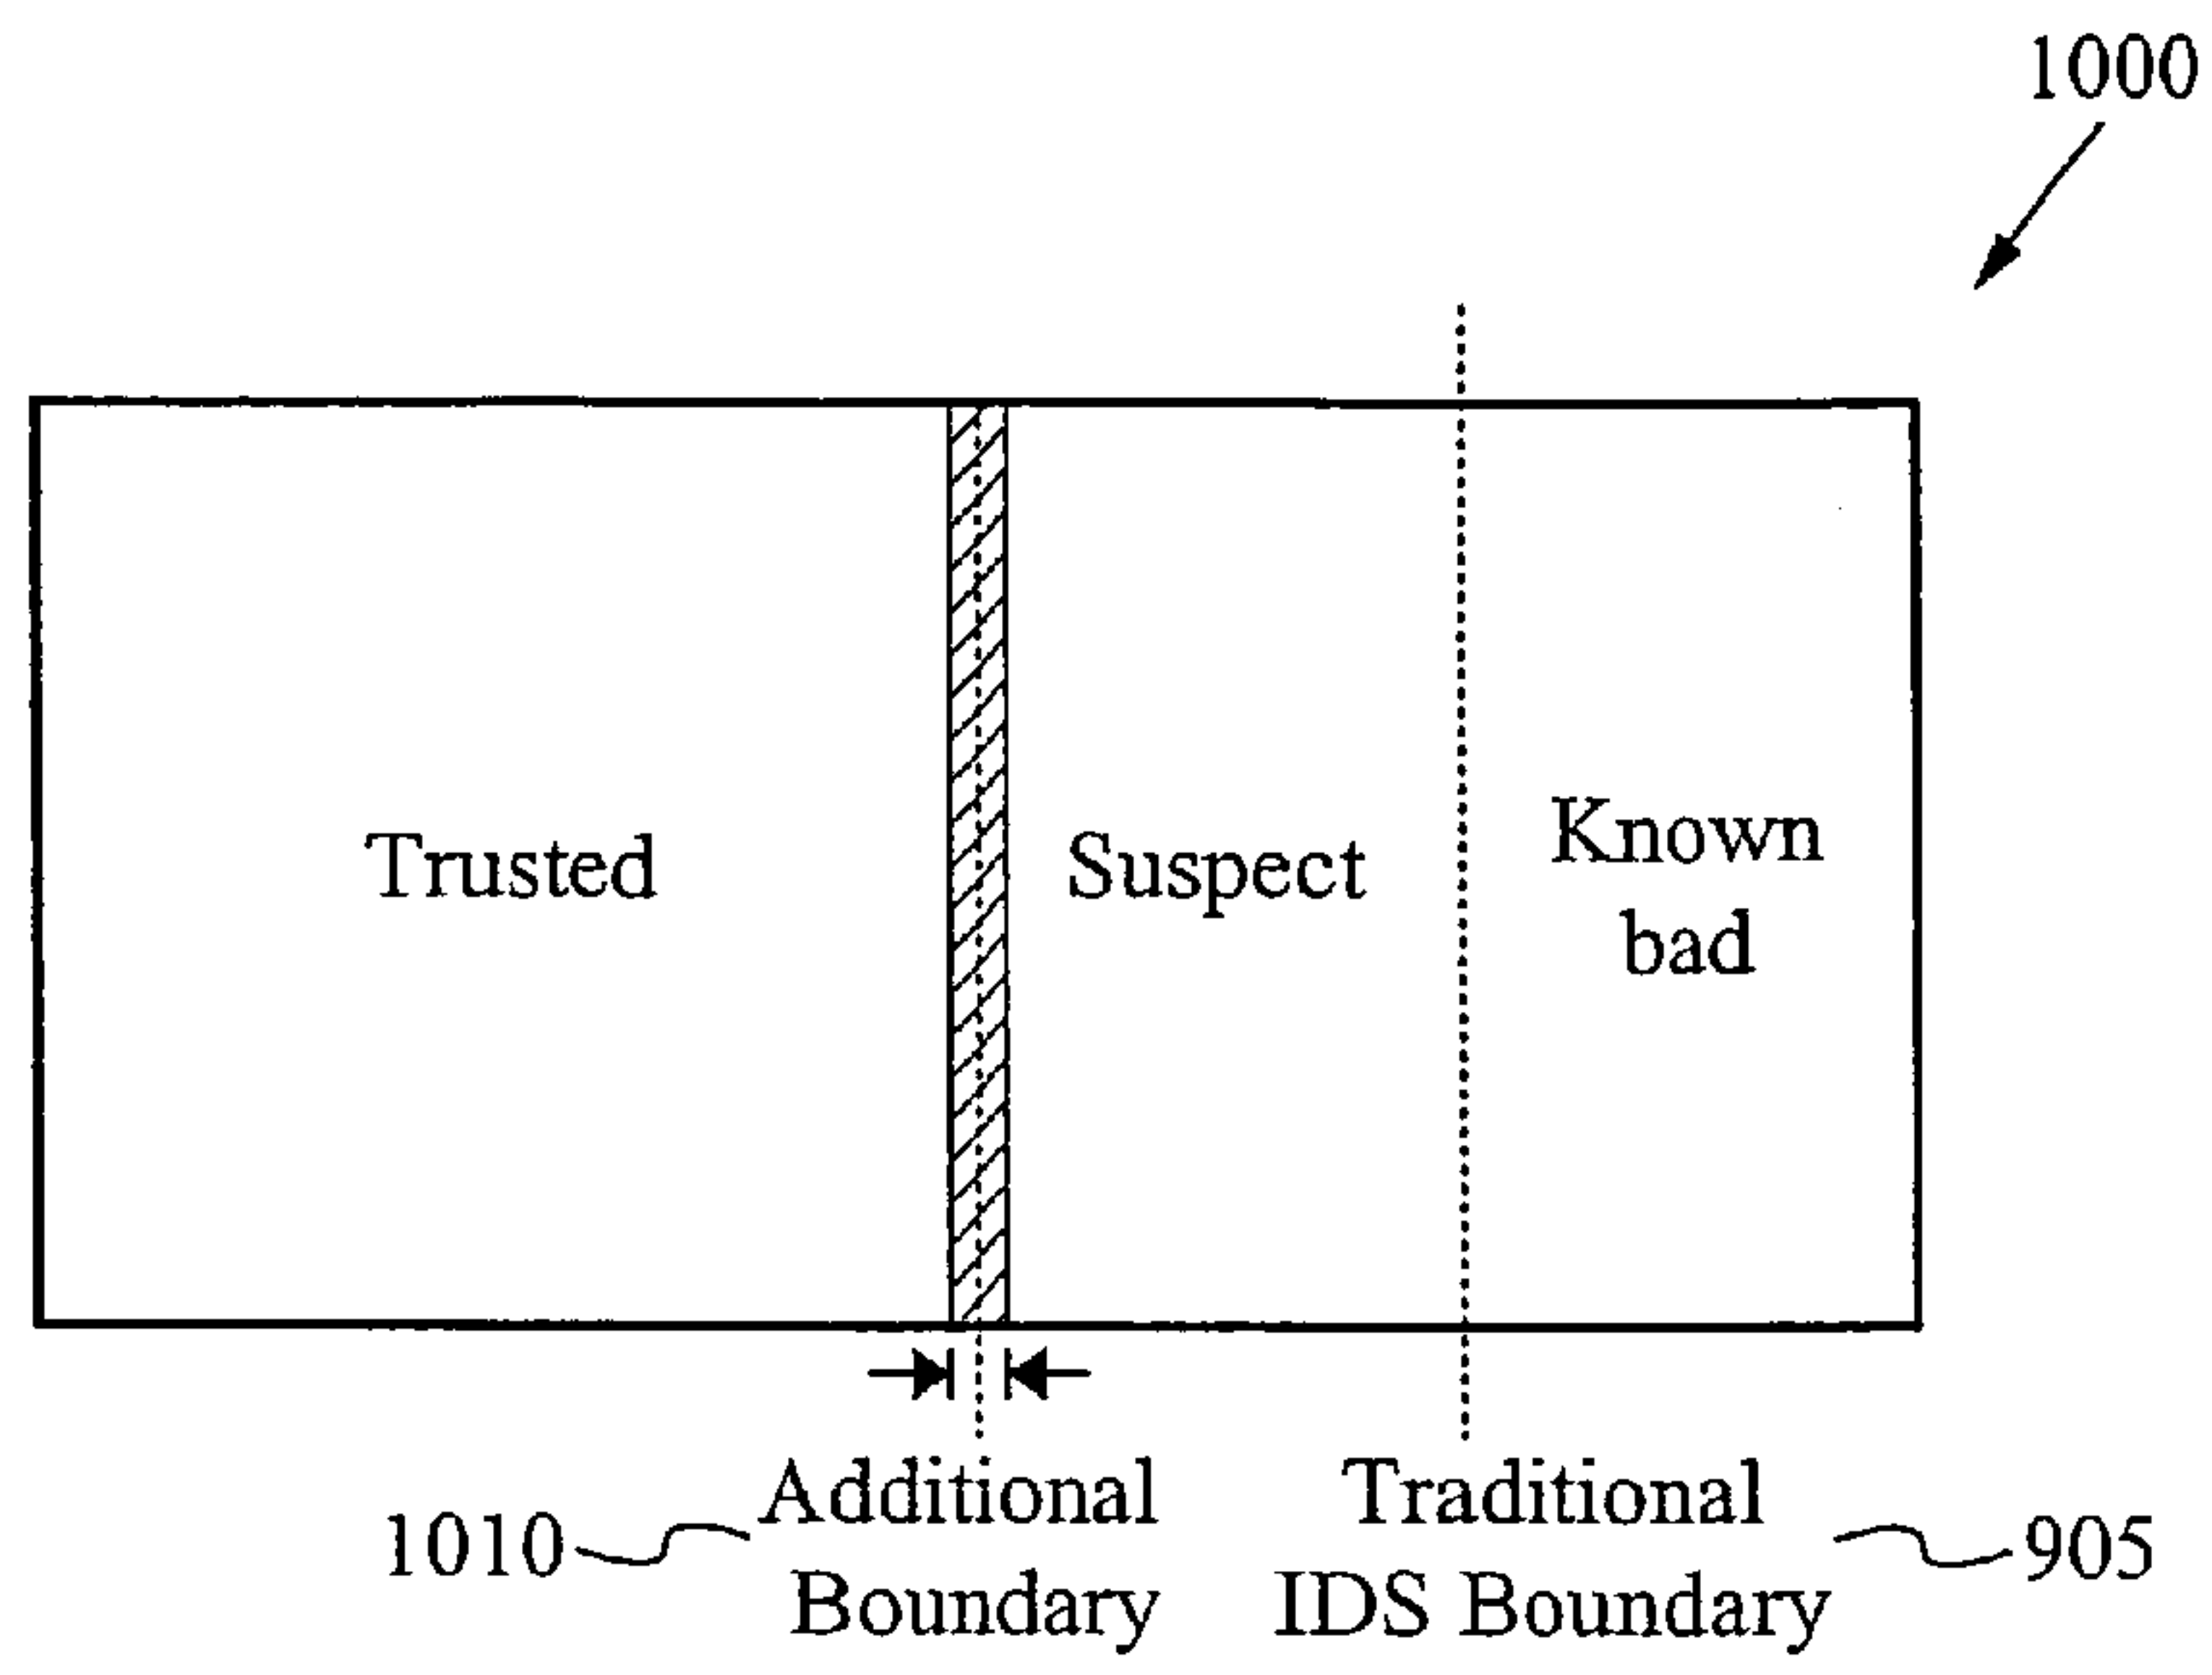 1000
Trusted
Suspect
Known
bad
1010
Additional
Boundary
Traditional
IDS Boundary
905